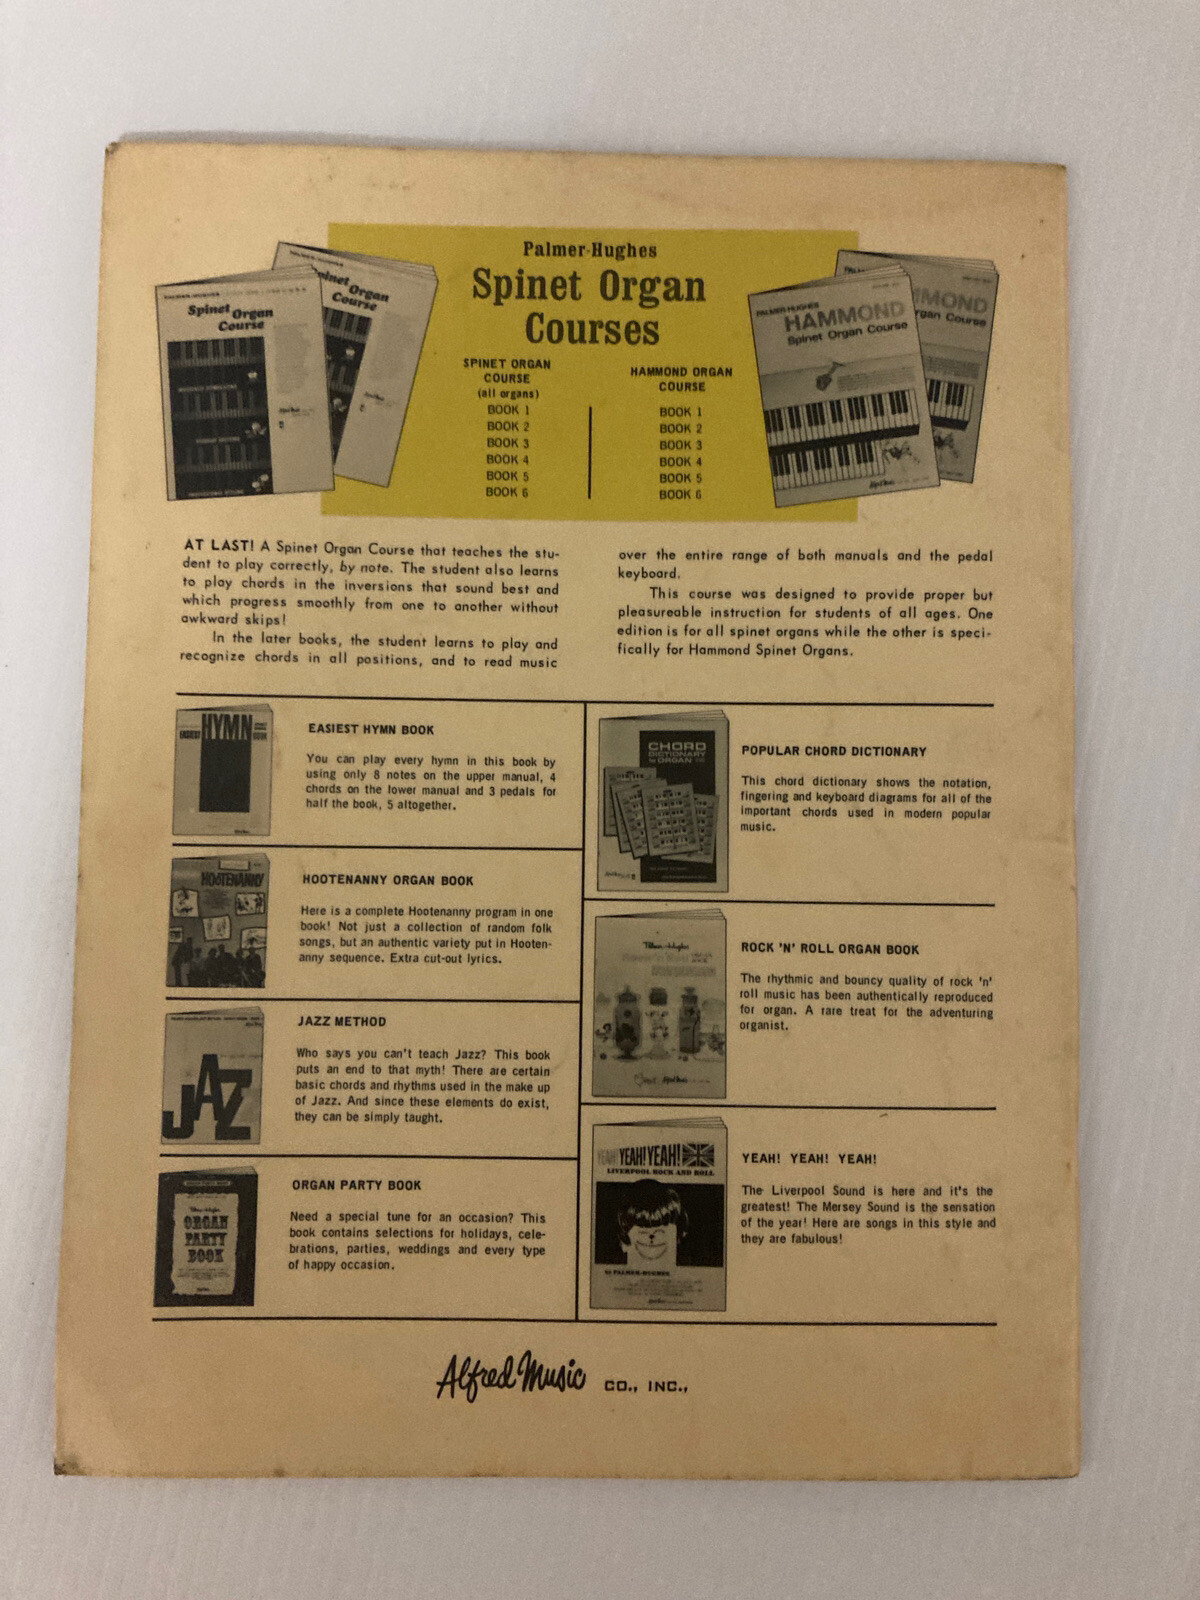 Palmer-Hughes
Spinet Organ
Courses
SPINET ORGAN
COURSE
(all organs)
BOOK 1
BOOK 2
BOOK 3
BOOK 4
BOOK 5
BOOK 6
HAMMOND ORGAN
COURSE
BOOK 1
BOOK 2
BOOK 3
BOOK 4
BOOK 5
BOOK 6
Spinet Organ
Course
Spinet Organ
Course
PALMER-HUGHES
HAMMOND
Spinet Organ Course
AT LAST! A Spinet Organ Course that teaches the stu-
dent to play correctly, by note. The student also learns
to play chords in the inversions that sound best and
which progress smoothly from one to another without
awkward skips!
In the later books, the student learns to play and
recognize chords in all positions, and to read music
over the entire range of both manuals and the pedal
keyboard.
This course was designed to provide proper but
pleasureable instruction for students of all ages. One
edition is for all spinet organs while the other is speci-
fically for Hammond Spinet Organs.
EASIEST HYMN BOOK
EASIEST HYMN BOOK
You can play every hymn in this book by
using only 8 notes on the upper manual, 4
chords on the lower manual and 3 pedals for
half the book, 5 altogether.
HOOTENANNY
HOOTENANNY ORGAN BOOK
Here is a complete Hootenanny program in one
book! Not just a collection of random folk
songs, but an authentic variety put in Hooten-
anny sequence. Extra cut-out lyrics.
JAZZ
JAZZ METHOD
Who says you can't teach Jazz? This book
puts an end to that myth! There are certain
basic chords and rhythms used in the make up
of Jazz. And since these elements do exist,
they can be simply taught.
ORGAN
PARTY
BOOK
ORGAN PARTY BOOK
Need a special tune for an occasion? This
book contains selections for holidays, cele-
brations, parties, weddings and every type
of happy occasion.
CHORD
DICTIONARY
for ORGAN
POPULAR CHORD DICTIONARY
This chord dictionary shows the notation,
fingering and keyboard diagrams for all of the
important chords used in modern popular
music.
Palmer-Hughes
ROCK 'N' ROLL ORGAN BOOK
The rhythmic and bouncy quality of rock 'n'
roll music has been authentically reproduced
for organ. A rare treat for the adventuring
organist.
YEAH! YEAH! YEAH!
LIVERPOOL ROCK AND ROLL
by PALMER-HUGHES
YEAH! YEAH! YEAH!
The Liverpool Sound is here and it's the
greatest! The Mersey Sound is the sensation
of the year! Here are songs in this style and
they are fabulous!
Alfred Music CO., INC.,